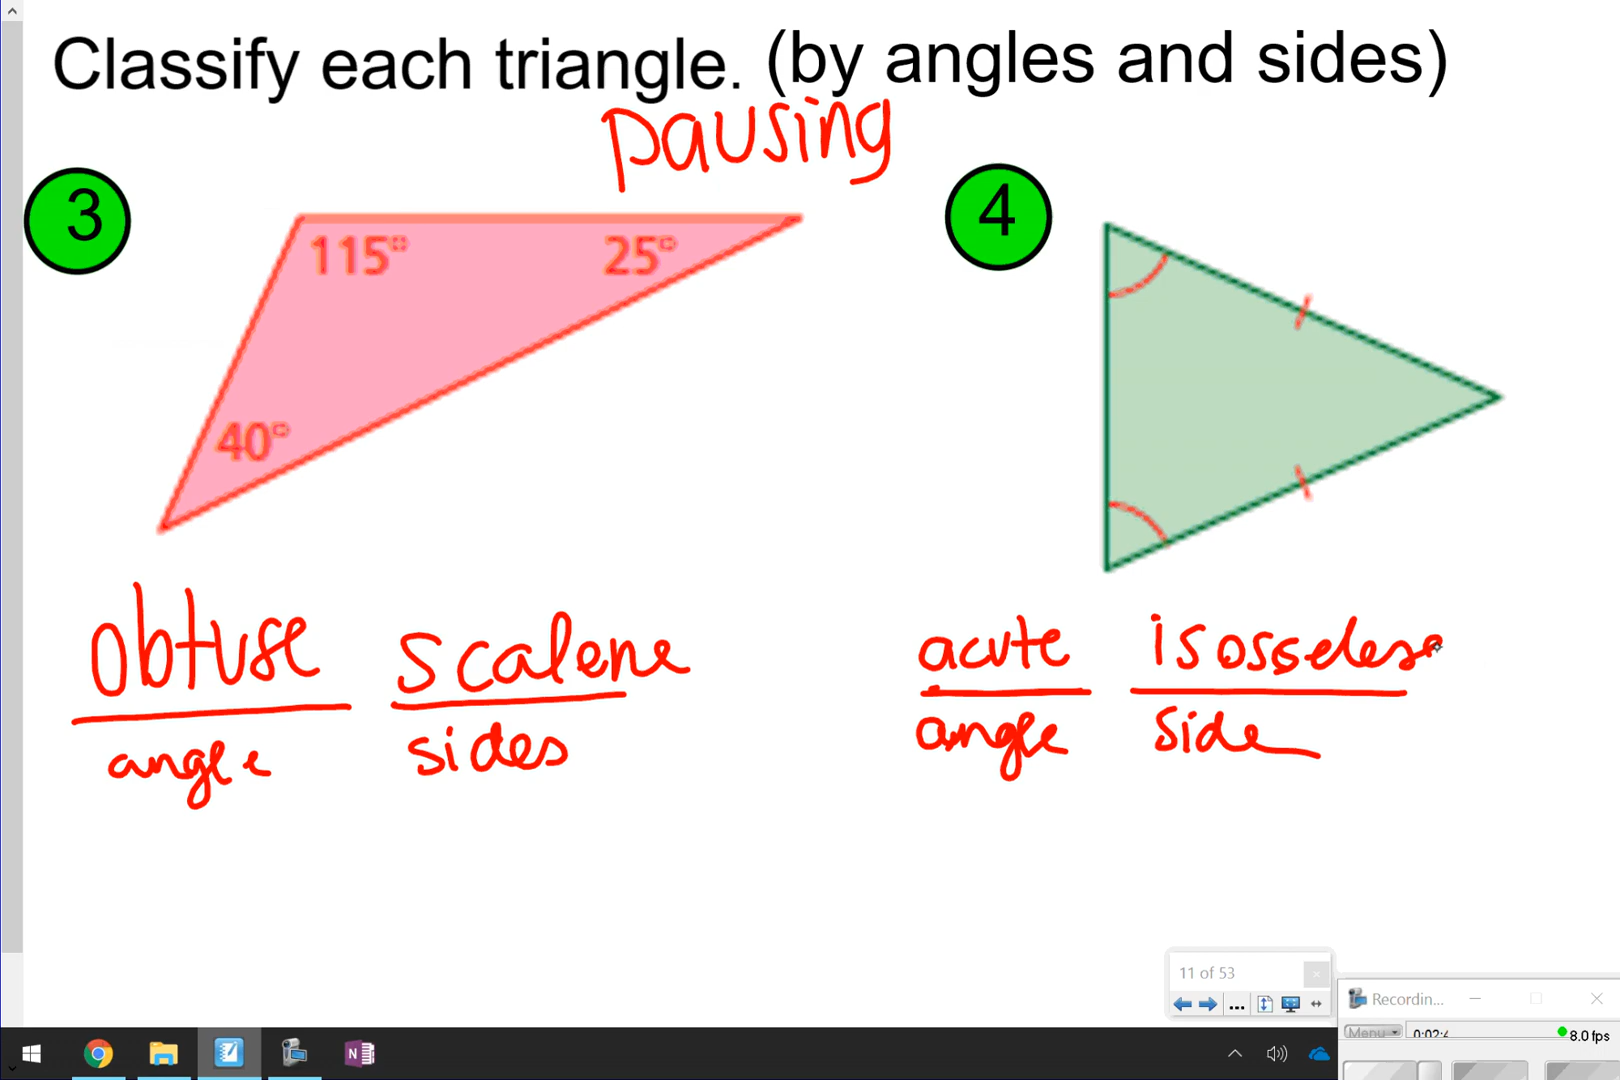 Classify each triangle. (by angles and sides)
pausing
3
115°
25°
40°
4
obtuse scalene
angle sides
acute isosselese
angle side
11 of 53
...
Recordin...
Menu
8.0 fps
N